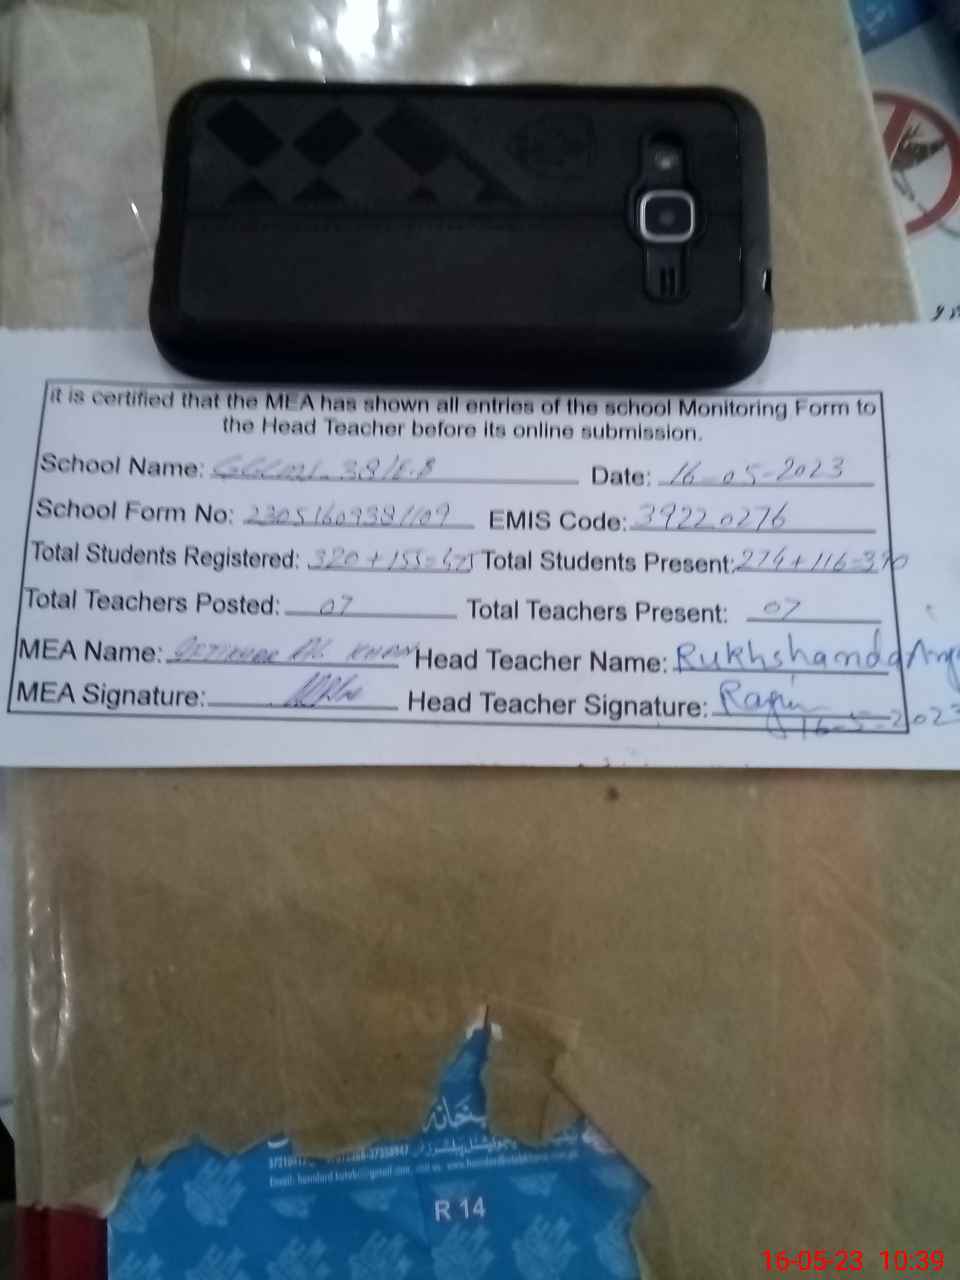 it is certified that the MEA has shown all entries of the school Monitoring Form to
the Head Teacher before its online submission.
School Name: 38/E.B Date: 16-05-2023
School Form No: EMIS Code: 39220276
Total Students Registered: 320+155=475 Total Students Present: 274+116=390
Total Teachers Posted: 07 Total Teachers Present: 07
MEA Name: KHAN Head Teacher Name: Rukhshanda
MEA Signature: Head Teacher Signature:
16-5-2023
R 14
16-05-23 10:39